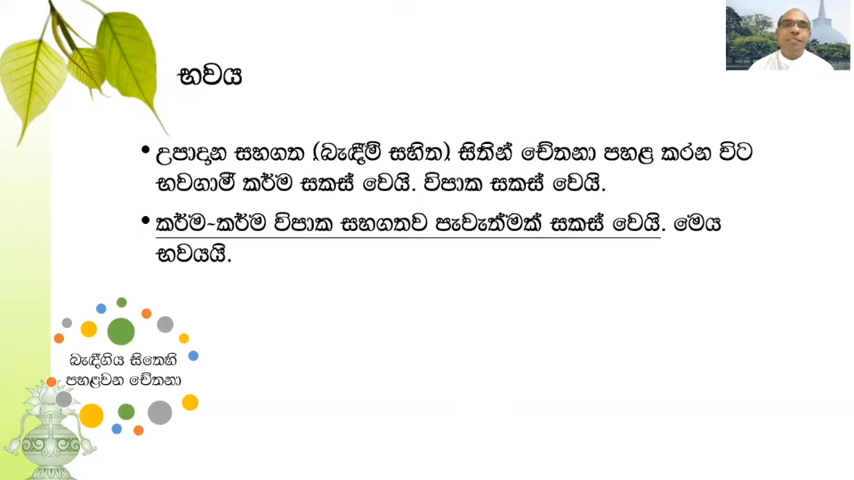 භවය
• උපාදාන සහගත (බැඳීම් සහිත) සිතින් චේතනා පහළ කරන විට
භවගාමී කර්ම සකස් වෙයි. විපාක සකස් වෙයි.
• කර්ම-කර්ම විපාක සහගතව පැවැත්මක් සකස් වෙයි. මෙය
භවයයි.
බැඳීගිය සිතෙහි
පහළවන චේතනා